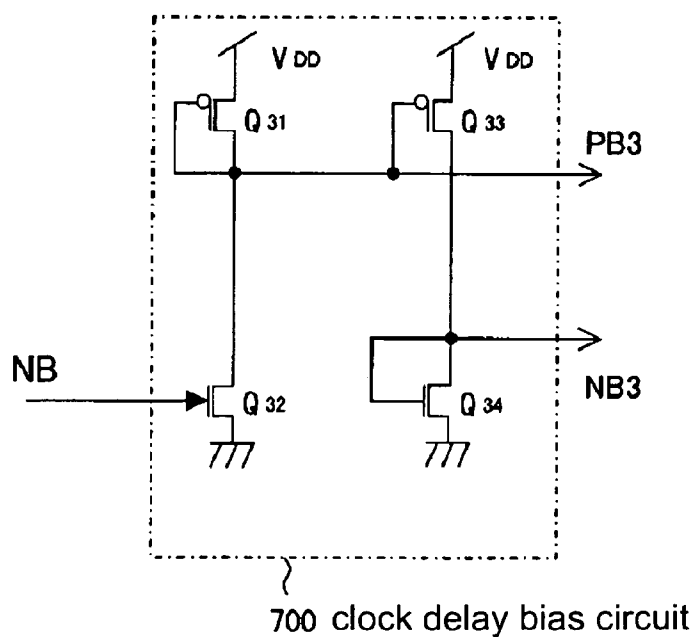 VDD VDD
Q31 Q33
PB3
NB
NB3
Q32 Q34
700 clock delay bias circuit